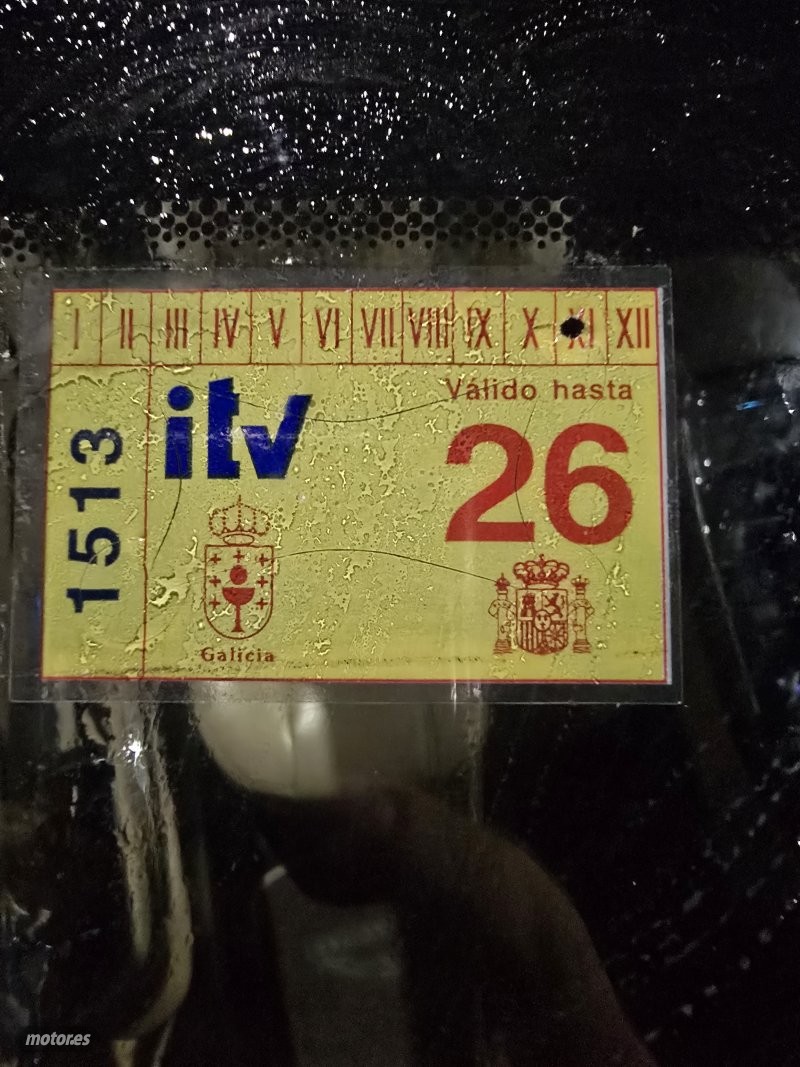 I II III IV V VI VII VIII IX X XI XII
1513
itv
Válido hasta
26
Galicia
motor.es